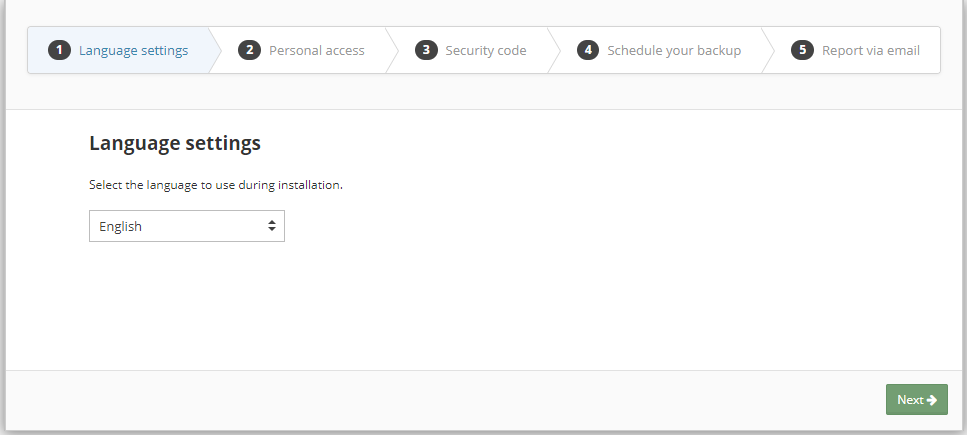 1 Language settings 2 Personal access 3 Security code 4 Schedule your backup 5 Report via email
Language settings
Select the language to use during installation.
English
Next